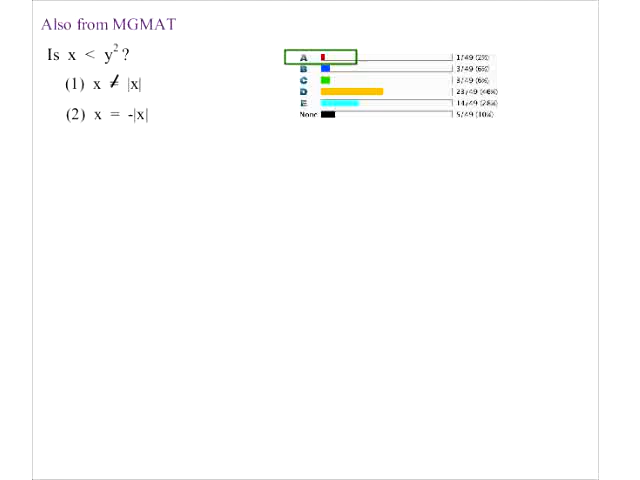 Also from MGMAT
Is x < y²?
(1) x ≠ |x|
(2) x = -|x|
A 1/49 (2%)
B 3/49 (6%)
C 3/49 (6%)
D 23/49 (46%)
E 14/49 (28%)
None 5/49 (10%)